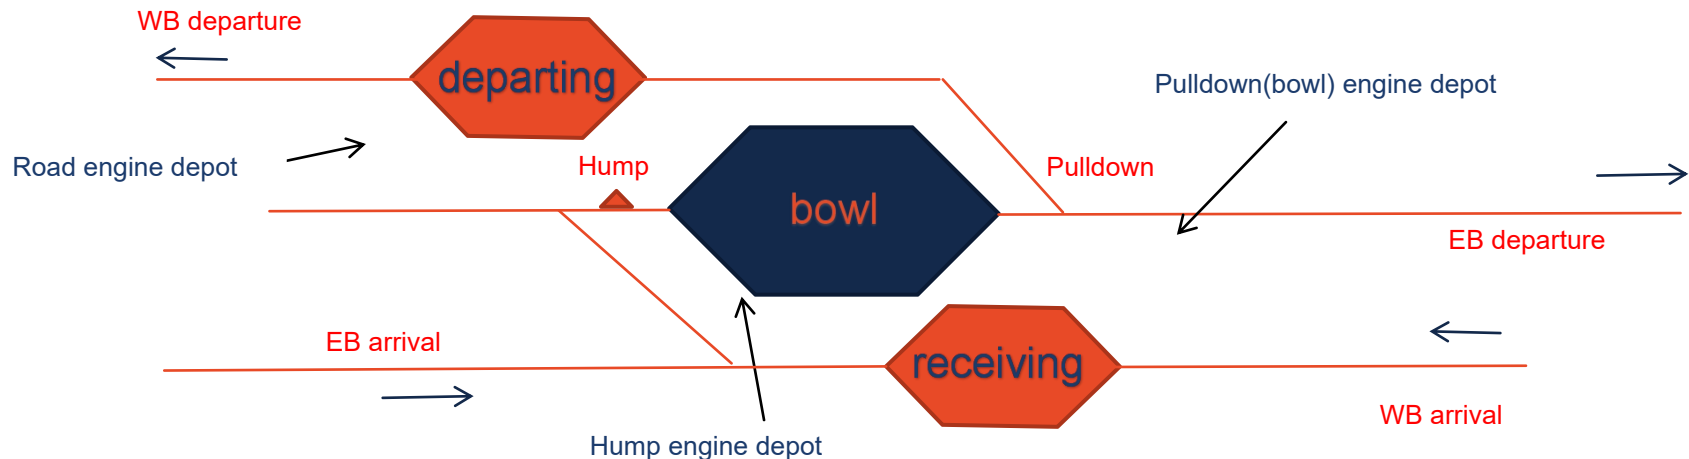 WB departure
departing
Pulldown(bowl) engine depot
Road engine depot
Hump
Pulldown
bowl
EB departure
EB arrival
receiving
WB arrival
Hump engine depot